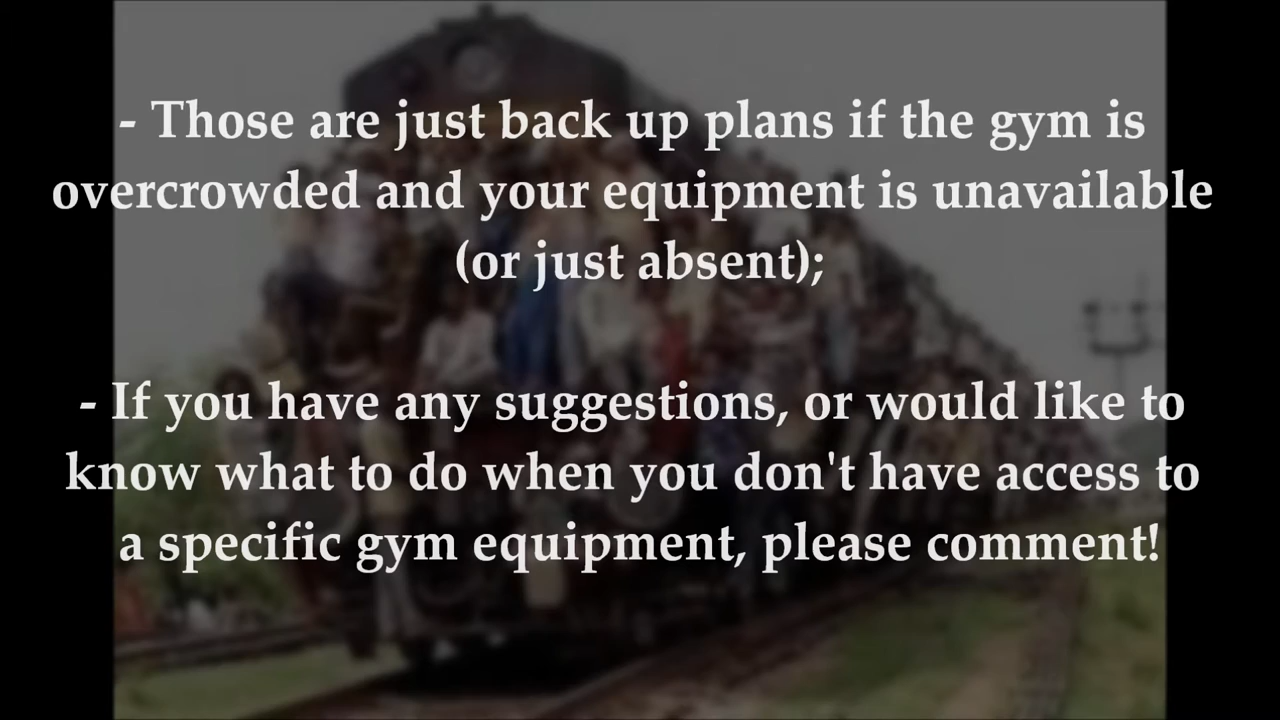 - Those are just back up plans if the gym is
overcrowded and your equipment is unavailable
(or just absent);
- If you have any suggestions, or would like to
know what to do when you don't have access to
a specific gym equipment, please comment!